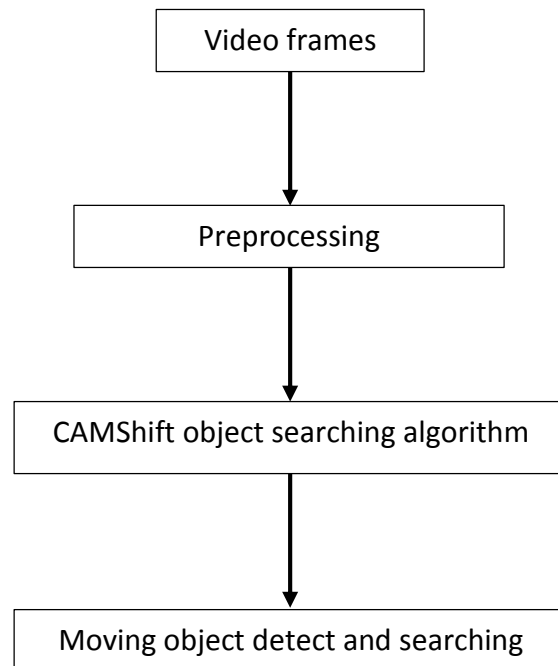 Video frames
Preprocessing
CAMShift object searching algorithm
Moving object detect and searching